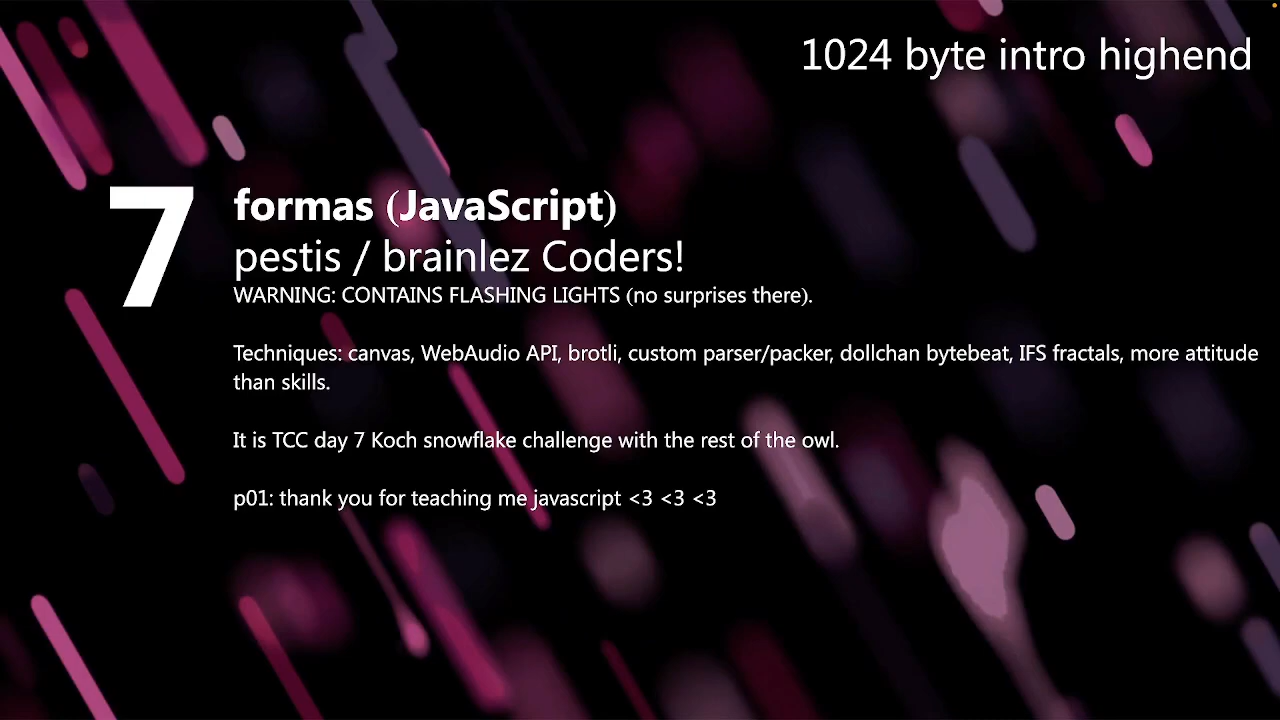 1024 byte intro highend
7
formas (JavaScript)
pestis / brainlez Coders!
WARNING: CONTAINS FLASHING LIGHTS (no surprises there).
Techniques: canvas, WebAudio API, brotli, custom parser/packer, dollchan bytebeat, IFS fractals, more attitude
than skills.
It is TCC day 7 Koch snowflake challenge with the rest of the owl.
p01: thank you for teaching me javascript <3 <3 <3